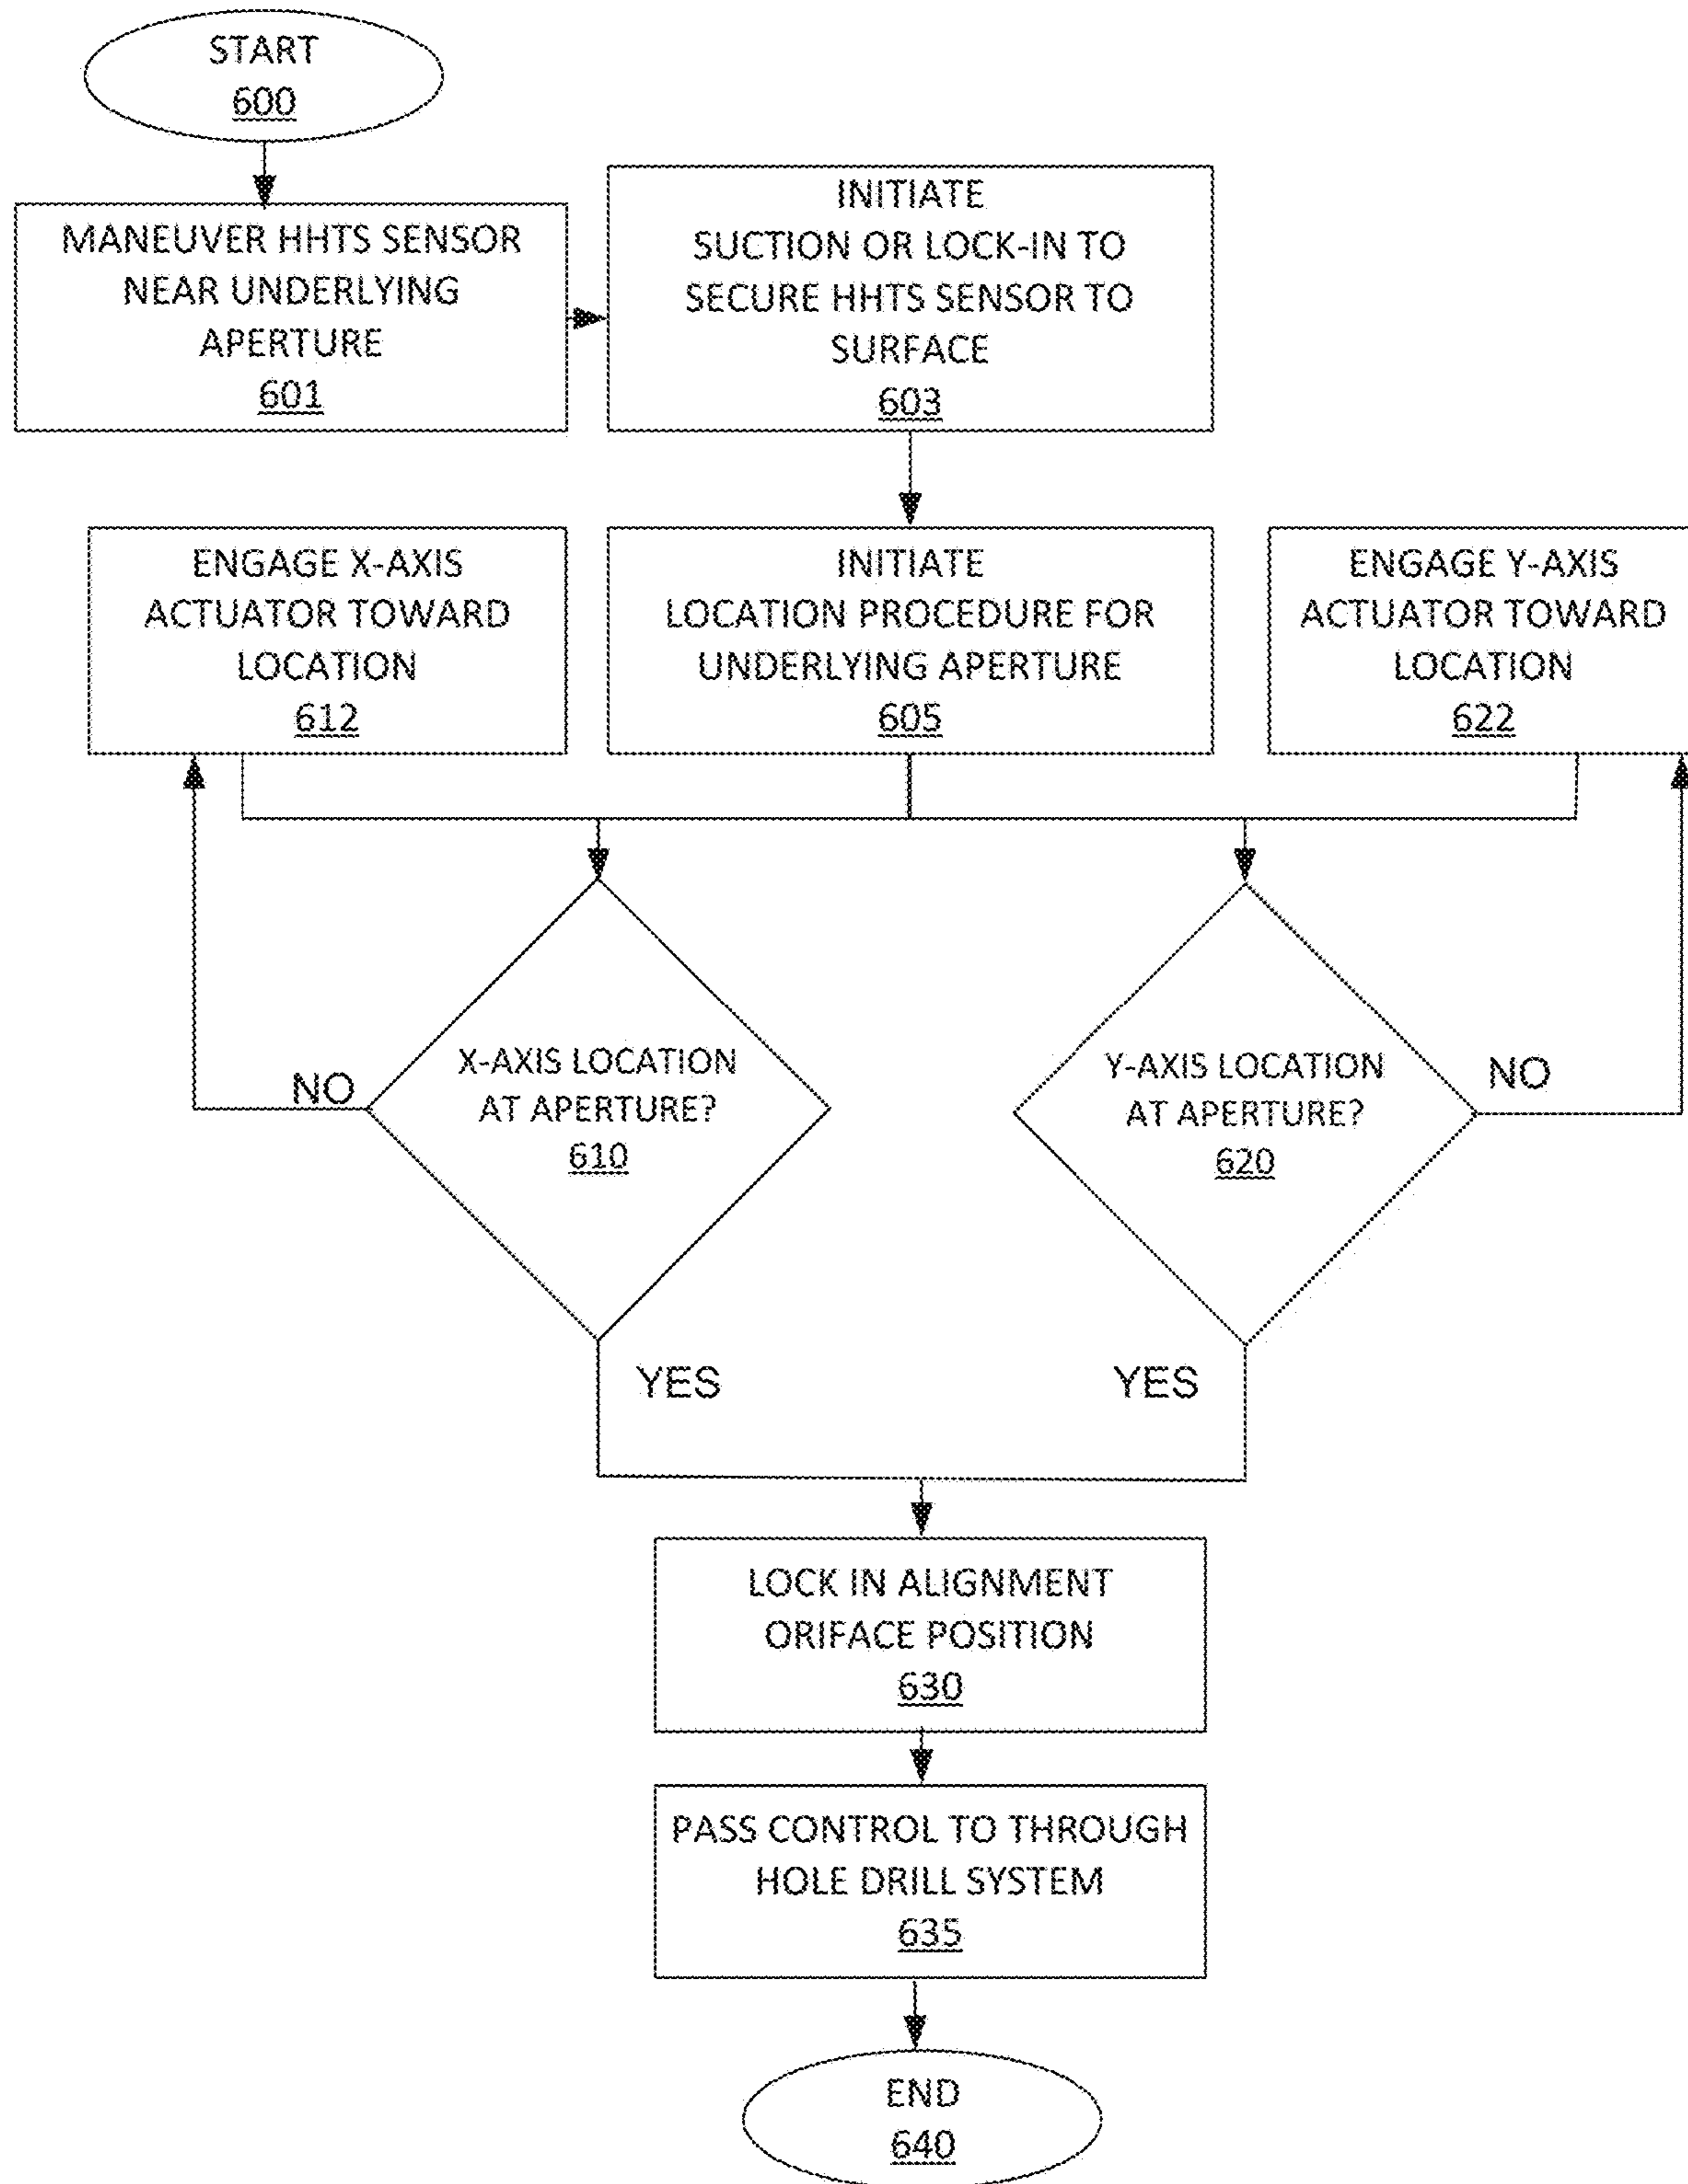 START
600
MANEUVER HHTS SENSOR
NEAR UNDERLYING
APERTURE
601
INITIATE
SUCTION OR LOCK-IN TO
SECURE HHTS SENSOR TO
SURFACE
603
ENGAGE X-AXIS
ACTUATOR TOWARD
LOCATION
612
INITIATE
LOCATION PROCEDURE FOR
UNDERLYING APERTURE
605
ENGAGE Y-AXIS
ACTUATOR TOWARD
LOCATION
622
NO
X-AXIS LOCATION
AT APERTURE?
610
Y-AXIS LOCATION
AT APERTURE?
620
NO
YES
YES
LOCK IN ALIGNMENT
ORIFACE POSITION
630
PASS CONTROL TO THROUGH
HOLE DRILL SYSTEM
635
END
640